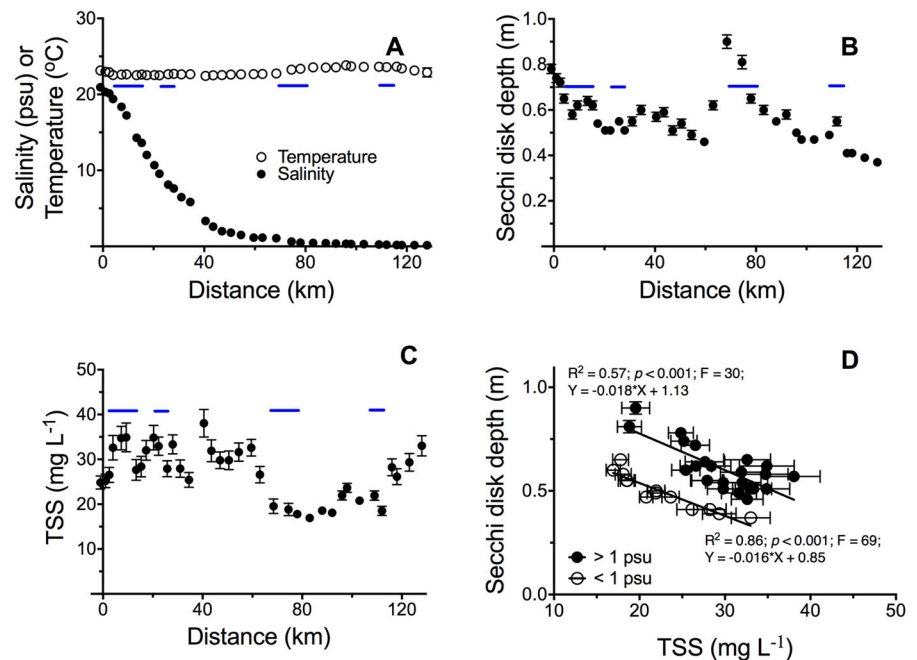 A
30
20
10
0
Salinity (psu) or
Temperature (ºC)
Temperature
Salinity
0
40
80
120
Distance (km)
B
1.0
0.8
0.6
0.4
0.2
0.0
Secchi disk depth (m)
0
40
80
120
Distance (km)
C
50
40
30
20
10
0
TSS (mg L-1)
0
40
80
120
Distance (km)
D
R2 = 0.57; p < 0.001; F = 30;
Y = -0.018*X + 1.13
1.0
0.5
0.0
Secchi disk depth (m)
R2 = 0.86; p < 0.001; F = 69;
Y = -0.016*X + 0.85
> 1 psu
< 1 psu
10
20
30
40
50
TSS (mg L-1)